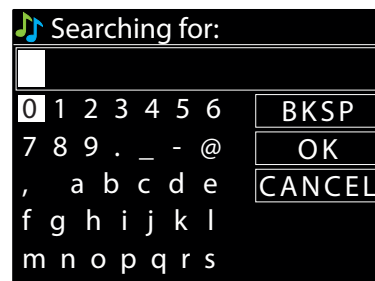 Searching for:
0 1 2 3 4 5 6 BKSP
7 8 9 . _ - @ OK
, a b c d e CANCEL
f g h i j k l
m n o p q r s